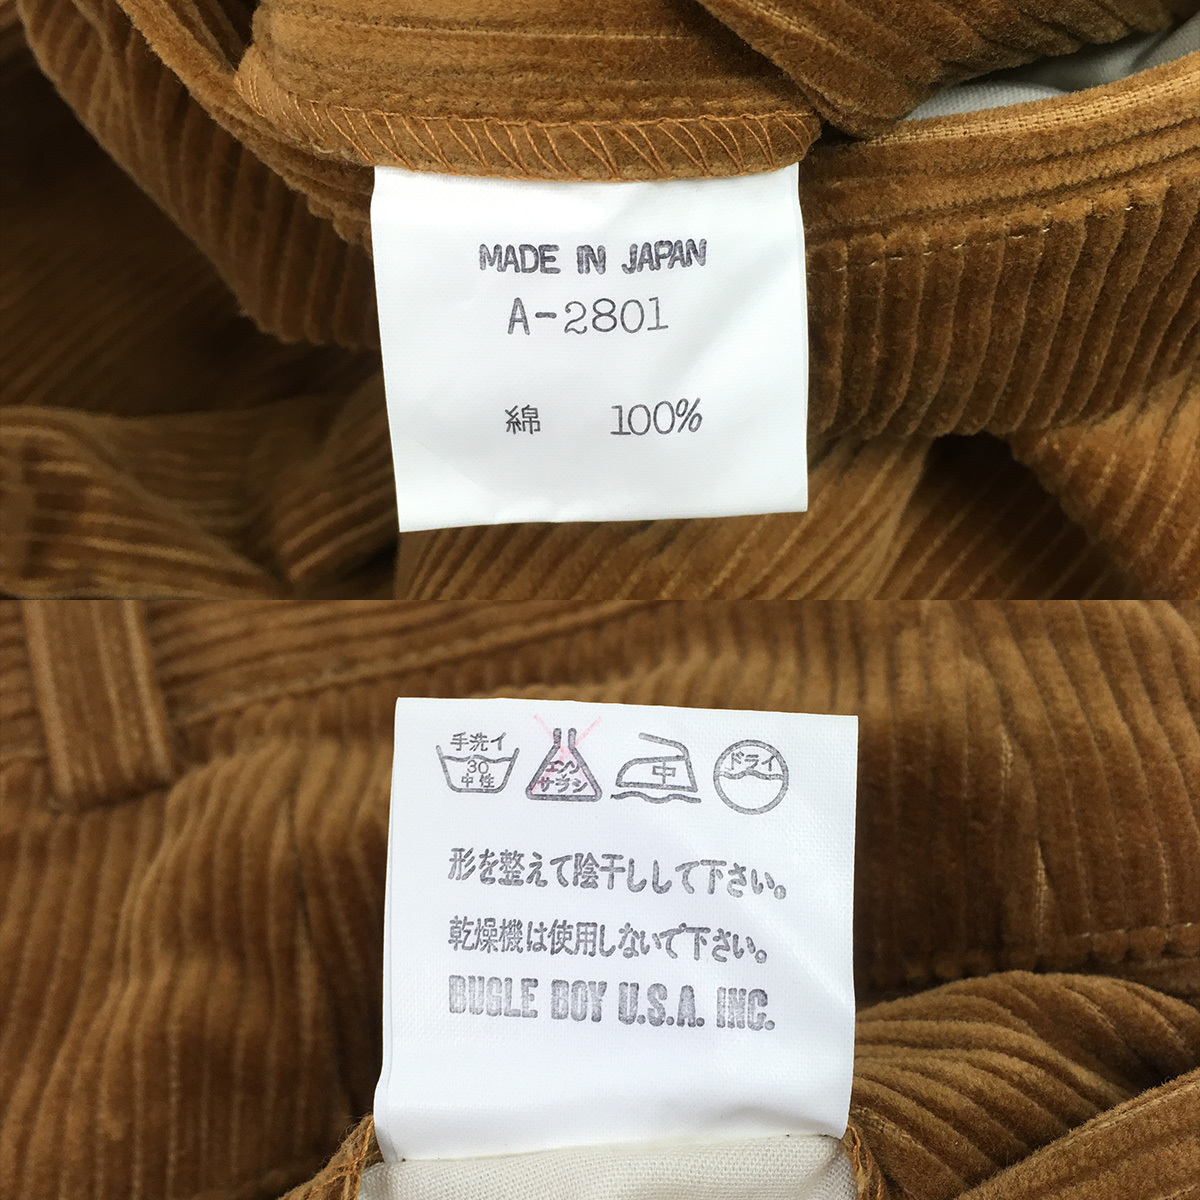 MADE IN JAPAN
A-2801
綿 100%
手洗イ
30
中性
エンソ
サラシ
中
ドライ
形を整えて陰干しして下さい。
乾燥機は使用しないで下さい。
BUGLE BOY U.S.A. INC.